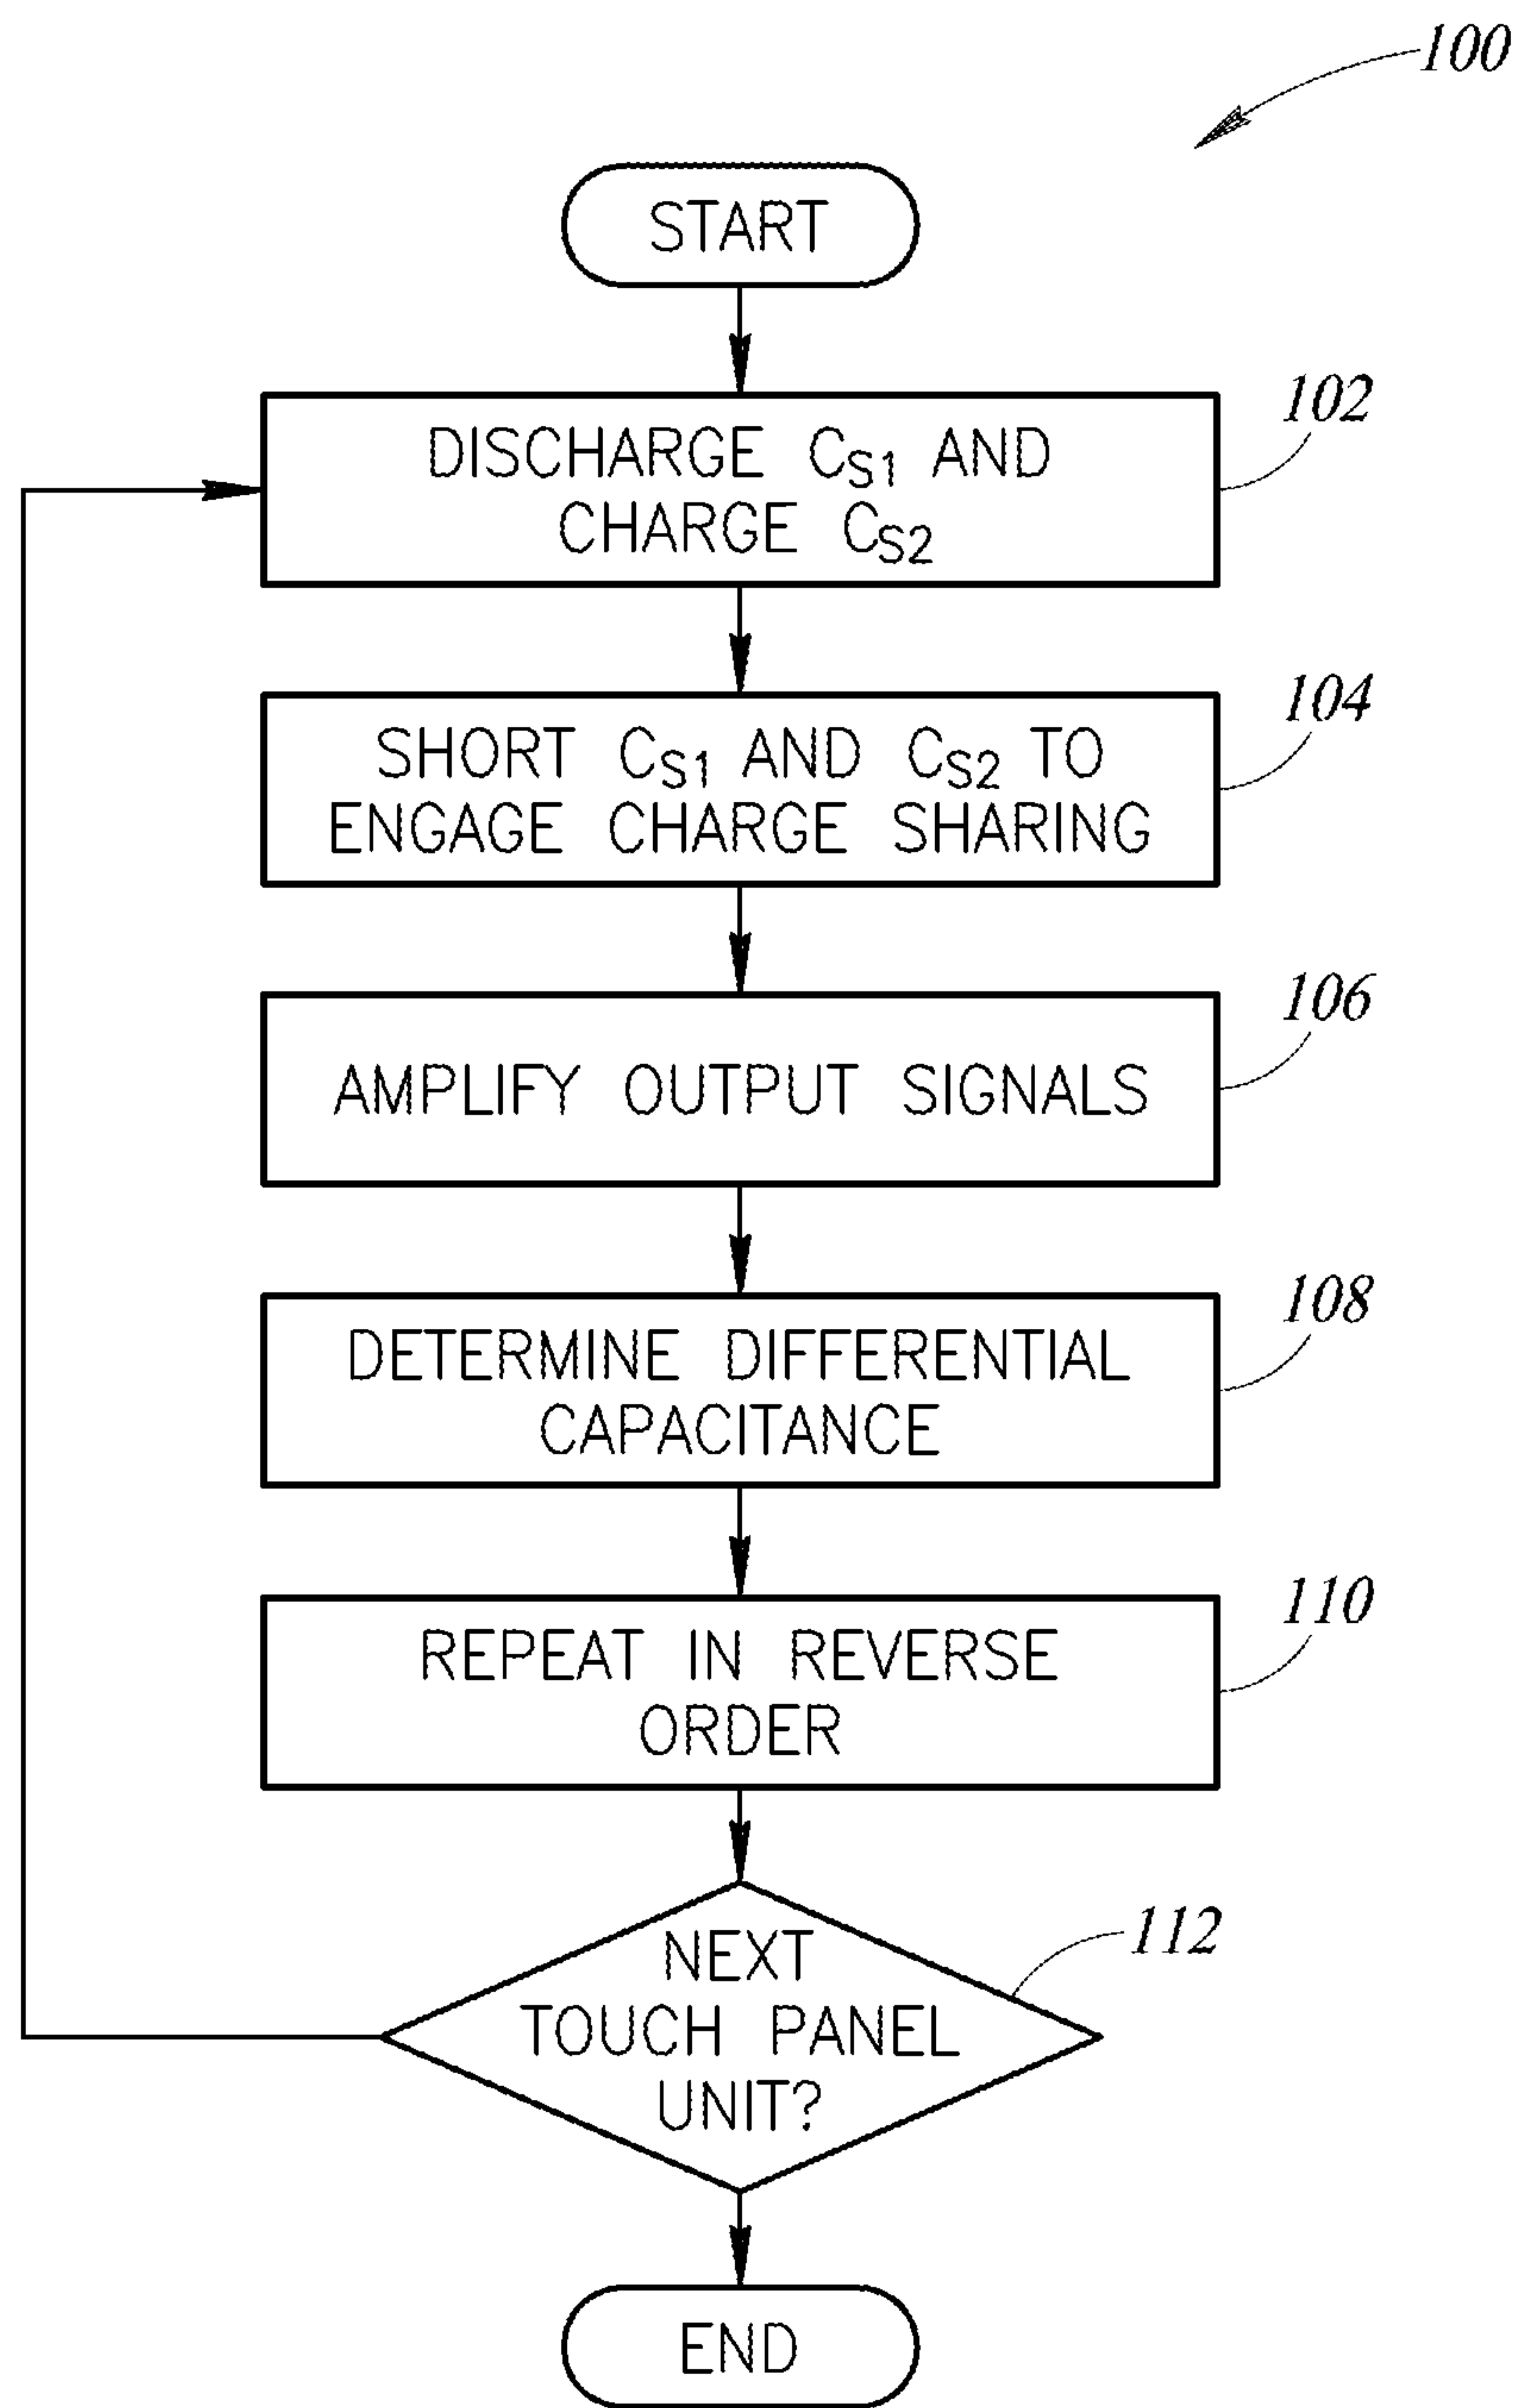 100
START
102
DISCHARGE CS1 AND
CHARGE CS2
104
SHORT CS1 AND CS2 TO
ENGAGE CHARGE SHARING
106
AMPLIFY OUTPUT SIGNALS
108
DETERMINE DIFFERENTIAL
CAPACITANCE
110
REPEAT IN REVERSE
ORDER
112
NEXT
TOUCH PANEL
UNIT?
END